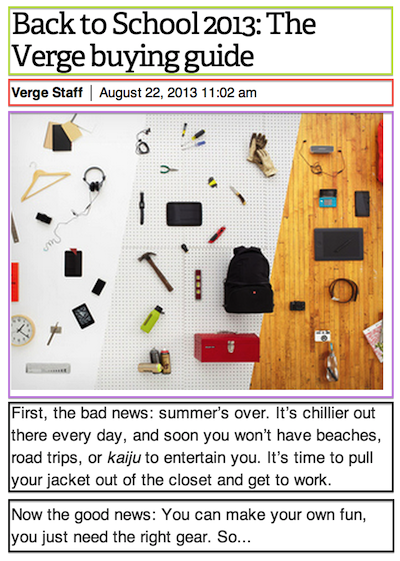 Back to School 2013: The
Verge buying guide
Verge Staff | August 22, 2013 11:02 am
First, the bad news: summer’s over. It’s chillier out
there every day, and soon you won’t have beaches,
road trips, or kaiju to entertain you. It’s time to pull
your jacket out of the closet and get to work.
Now the good news: You can make your own fun,
you just need the right gear. So...